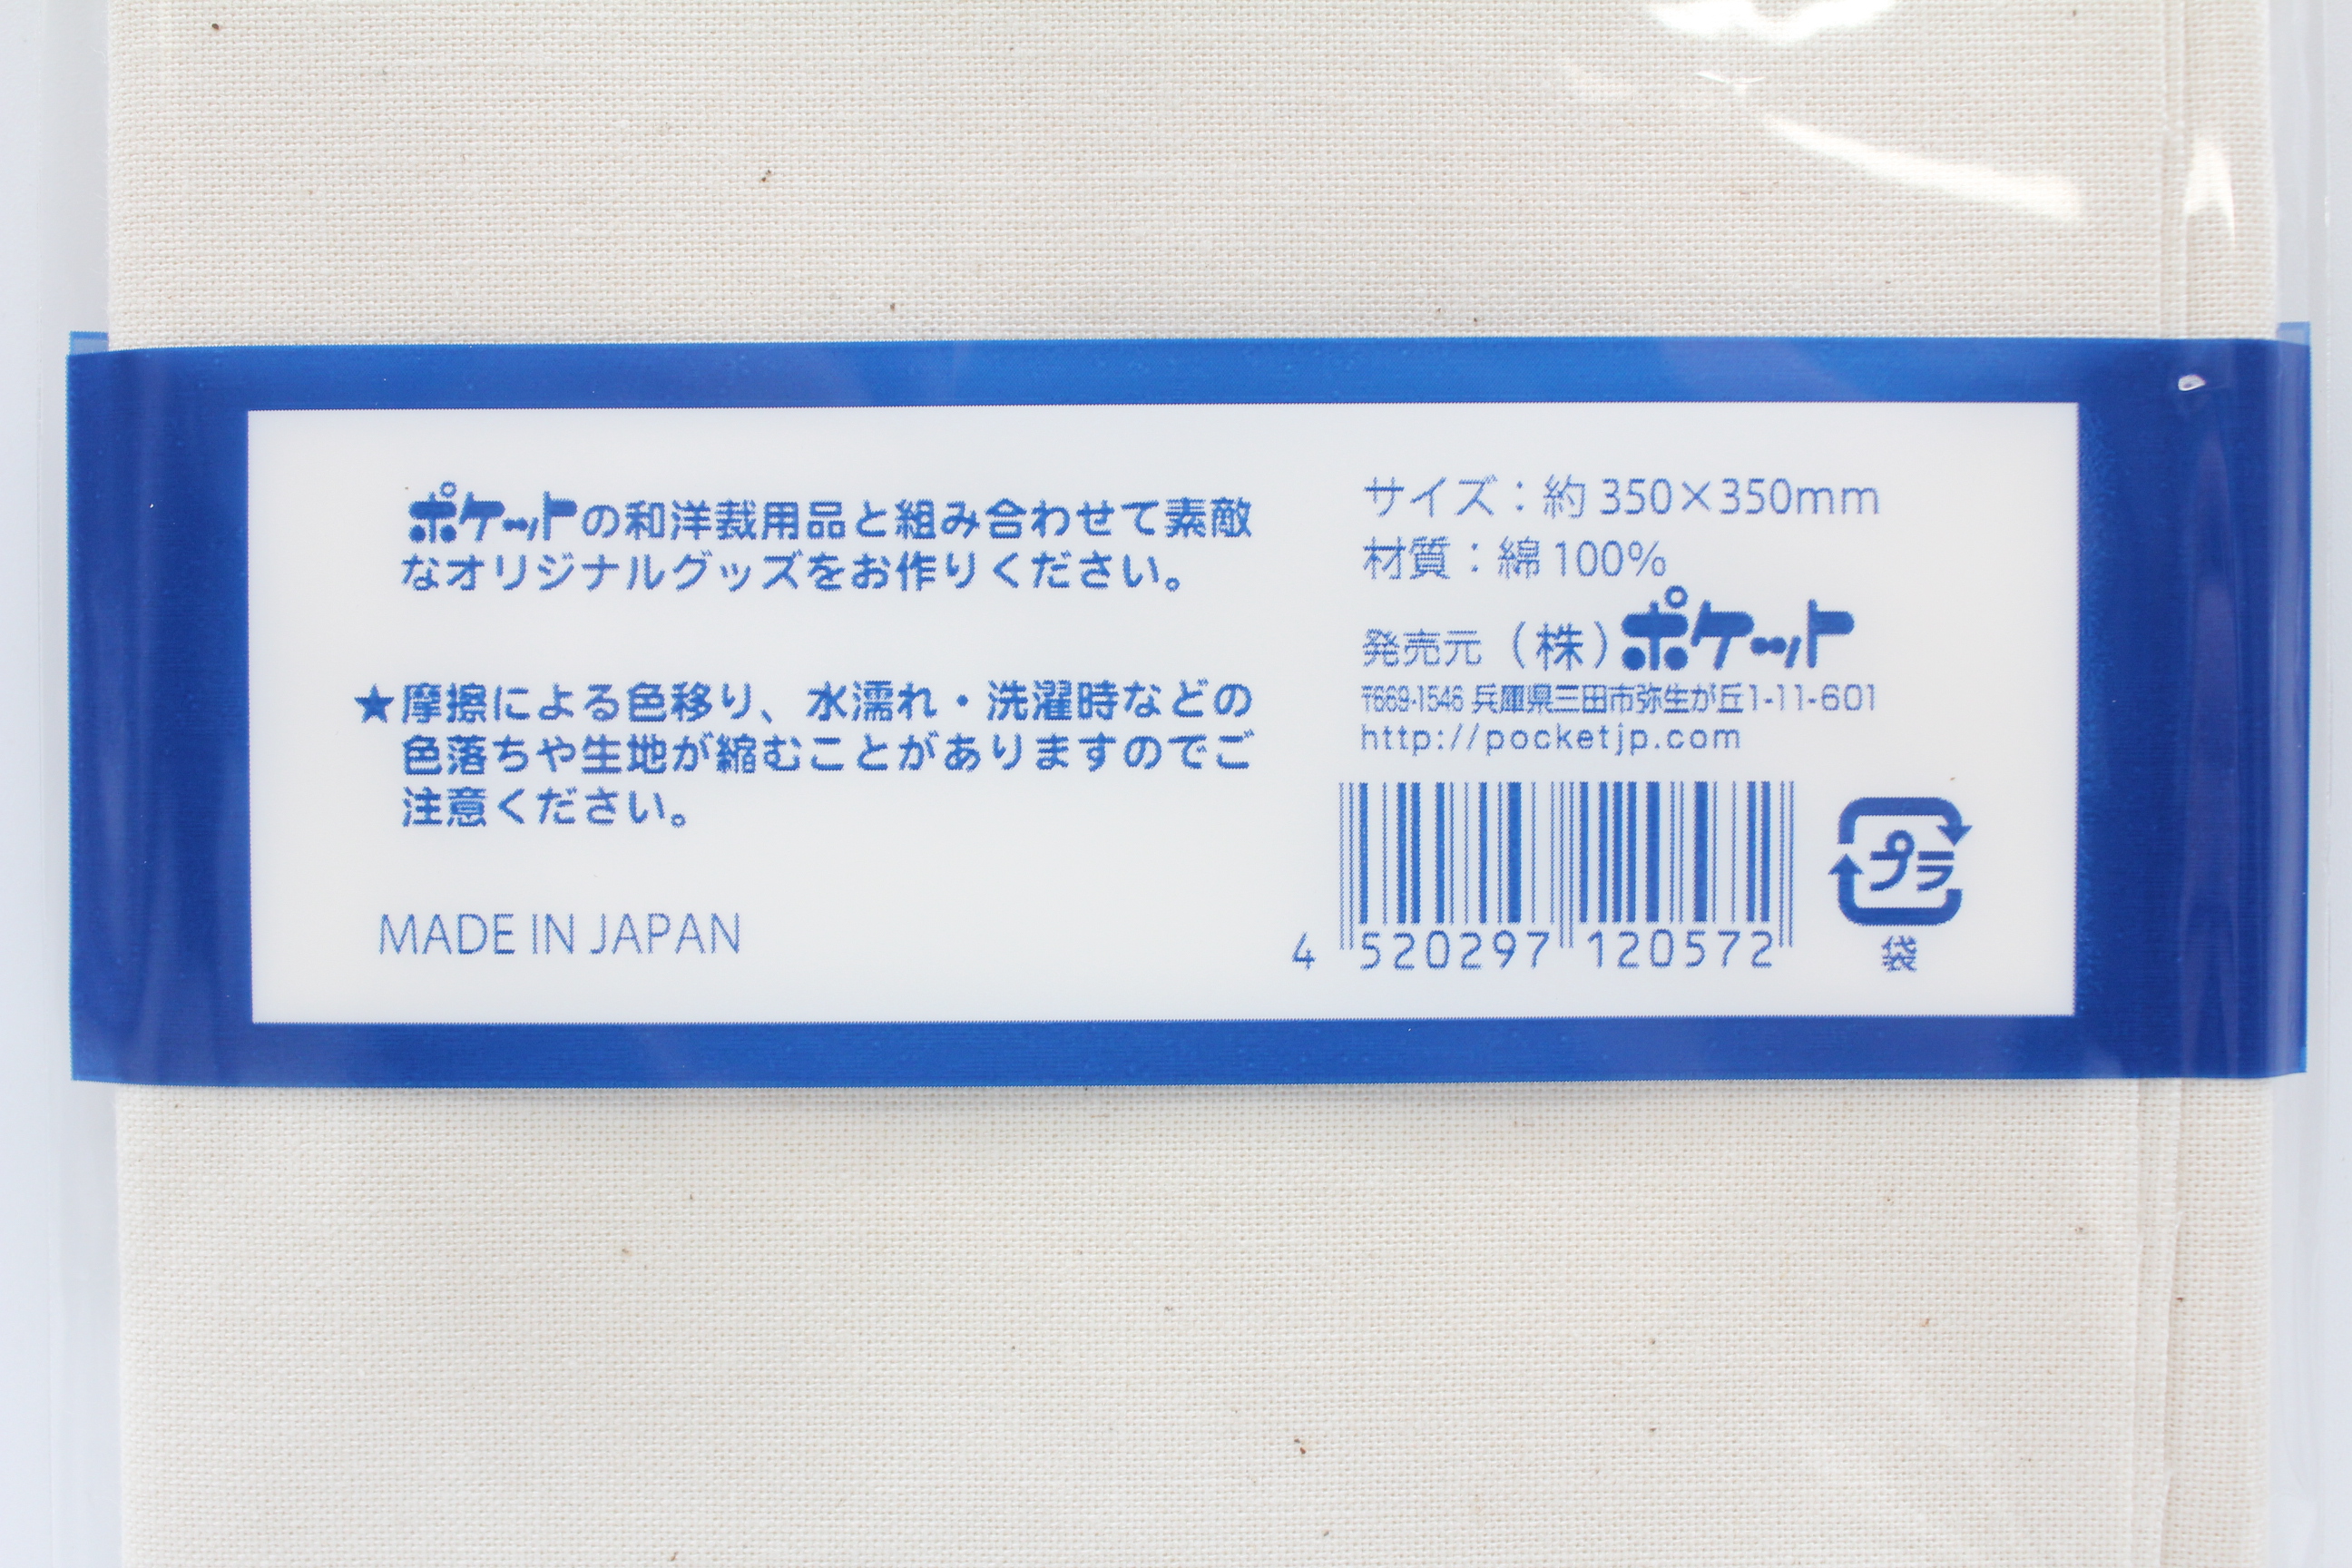 ポケットの和洋裁用品と組み合わせて素敵
なオリジナルグッズをお作りください。
★摩擦による色移り、水濡れ・洗濯時などの
色落ちや生地が縮むことがありますのでご
注意ください。
MADE IN JAPAN
サイズ：約350×350mm
材質：綿100%
発売元（株）ポケット
〒669-1546 兵庫県三田市弥生が丘1-11-601
http://pocketjp.com
4 520297 120572
プラ
袋